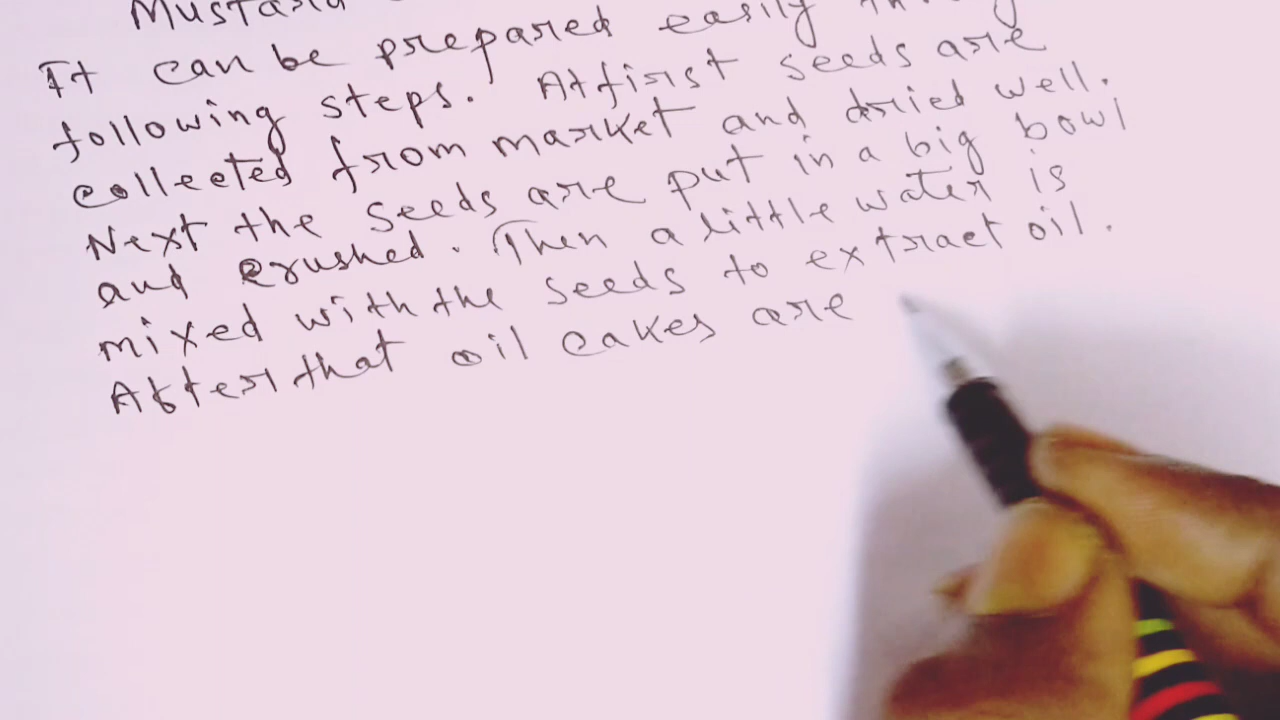 Mustard
It can be prepared easily
following steps. At first seeds are
collected from market and dried well.
Next the seeds are put in a big bowl
and crushed. Then a little water is
mixed with the seeds to extract oil.
After that oil cakes are